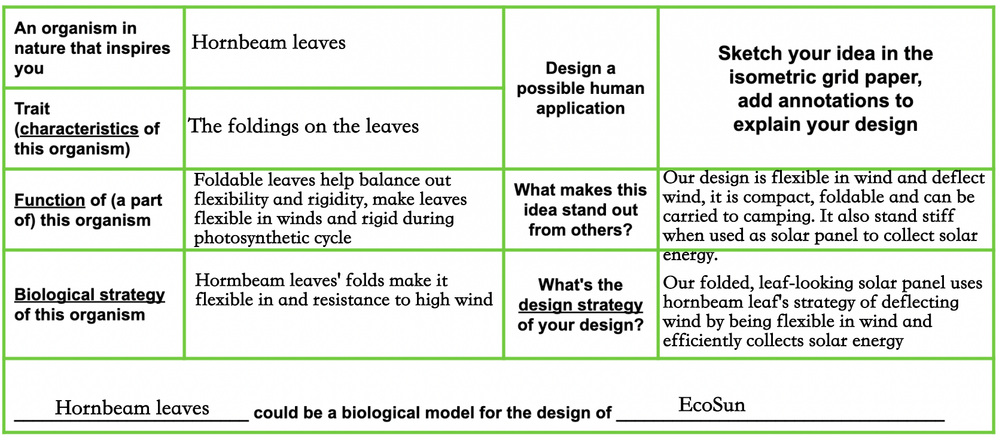 An organism in
nature that inspires
you
Hornbeam leaves
Design a
possible human
application
Sketch your idea in the
isometric grid paper,
add annotations to
explain your design
Trait
(characteristics of
this organism)
The foldings on the leaves
Function of (a part
of) this organism
Foldable leaves help balance out
flexibility and rigidity, make leaves
flexible in winds and rigid during
photosynthetic cycle
What makes this
idea stand out
from others?
Our design is flexible in wind and deflect
wind, it is compact, foldable and can be
carried to camping. It also stand stiff
when used as solar panel to collect solar
energy.
Biological strategy
of this organism
Hormbeam leaves' folds make it
flexible in and resistance to high wind
What's the
design strategy
of your design?
Our folded, leaf-looking solar panel uses
hornbeam leaf's strategy of deflecting
wind by being flexible in wind and
efficiently collects solar energy
Hornbeam leaves could be a biological model for the design of EcoSun